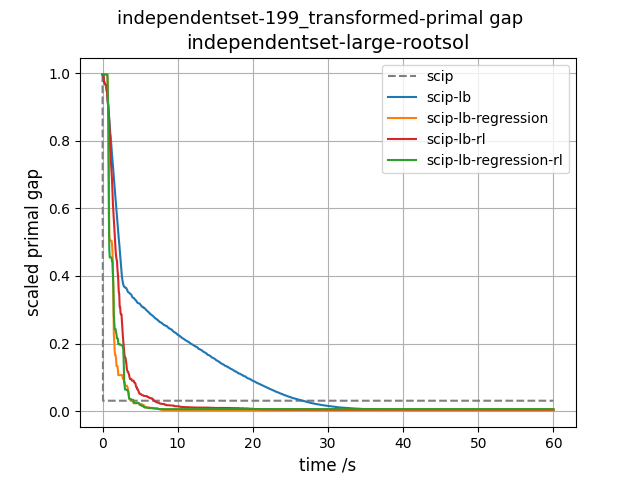 independentset-199_transformed-primal gap
independentset-large-rootsol
scip
scip-lb
scip-lb-regression
scip-lb-rl
scip-lb-regression-rl
scaled primal gap
1.0
0.8
0.6
0.4
0.2
0.0
0 10 20 30 40 50 60
time /s